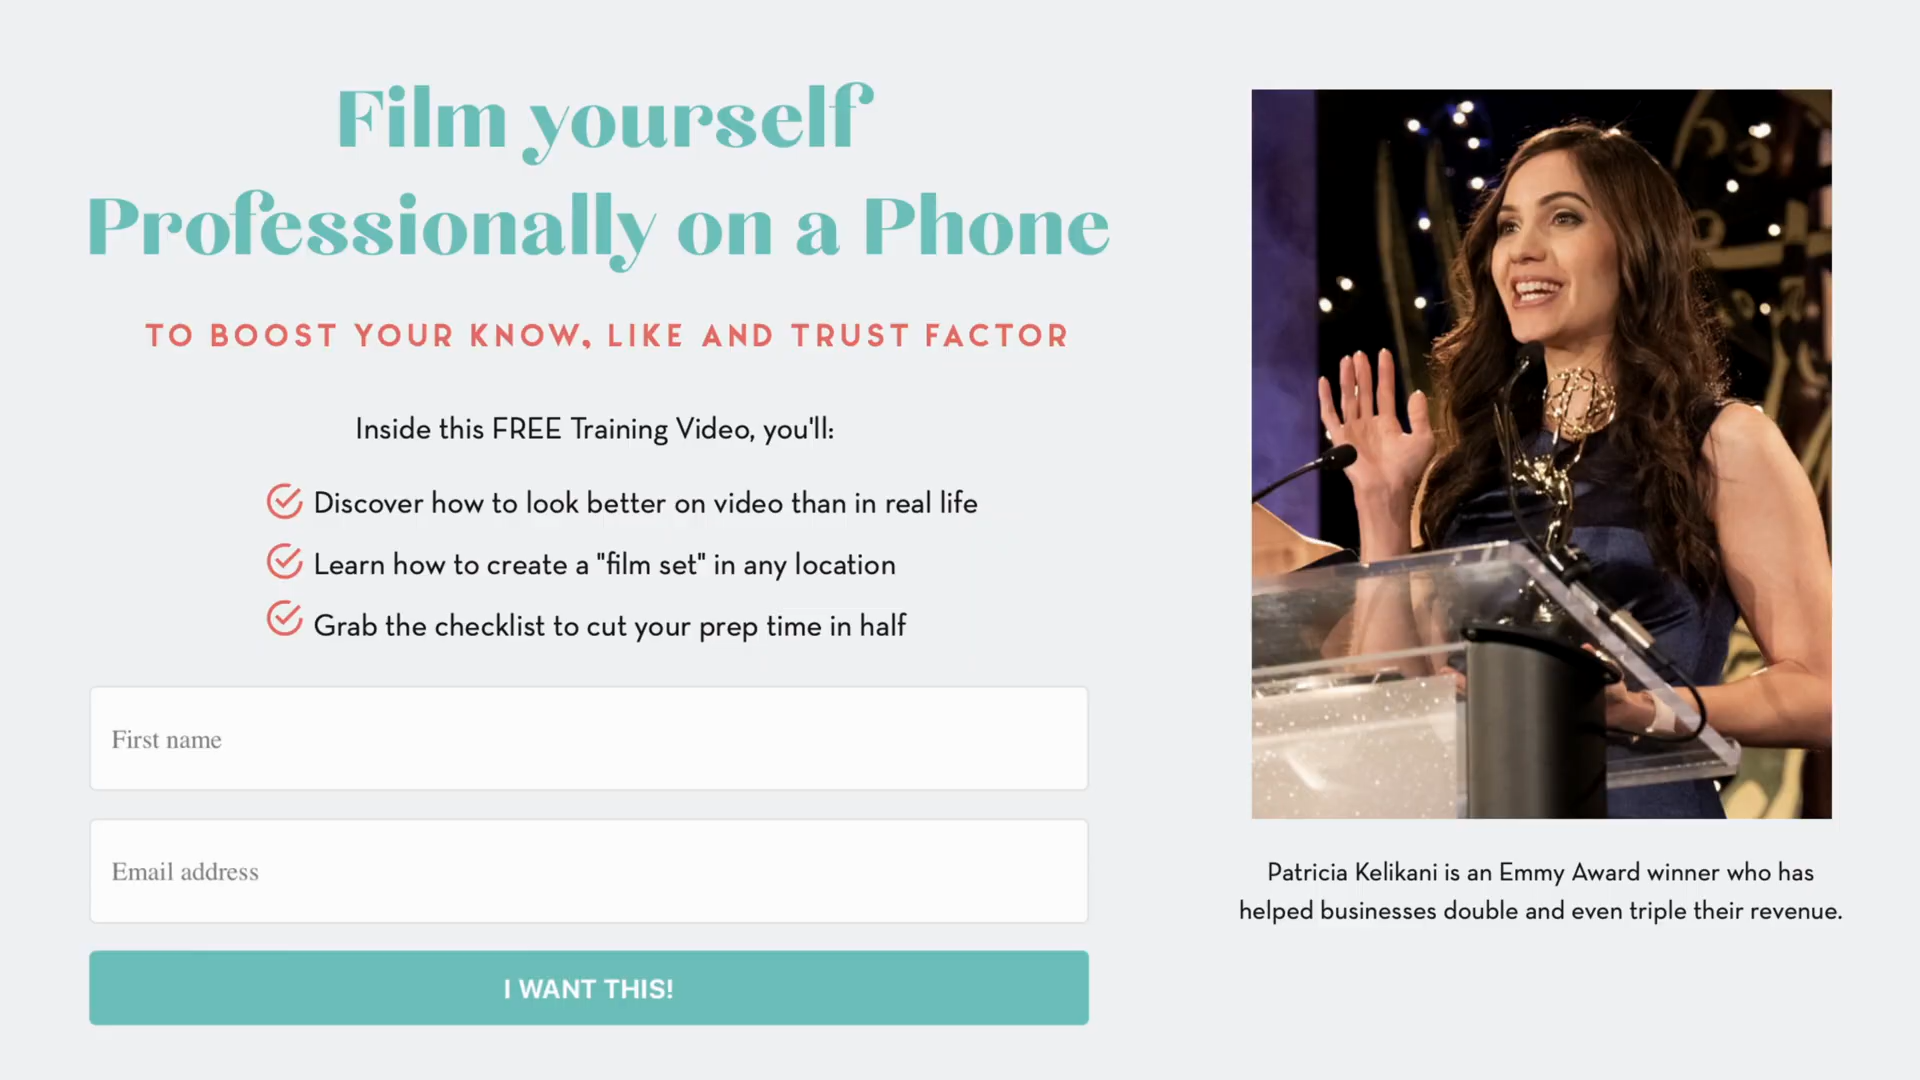 Film yourself
Professionally on a Phone
TO BOOST YOUR KNOW, LIKE AND TRUST FACTOR
Inside this FREE Training Video, you'll:
Discover how to look better on video than in real life
Learn how to create a "film set" in any location
Grab the checklist to cut your prep time in half
First name
Email address
I WANT THIS!
Patricia Kelikani is an Emmy Award winner who has
helped businesses double and even triple their revenue.